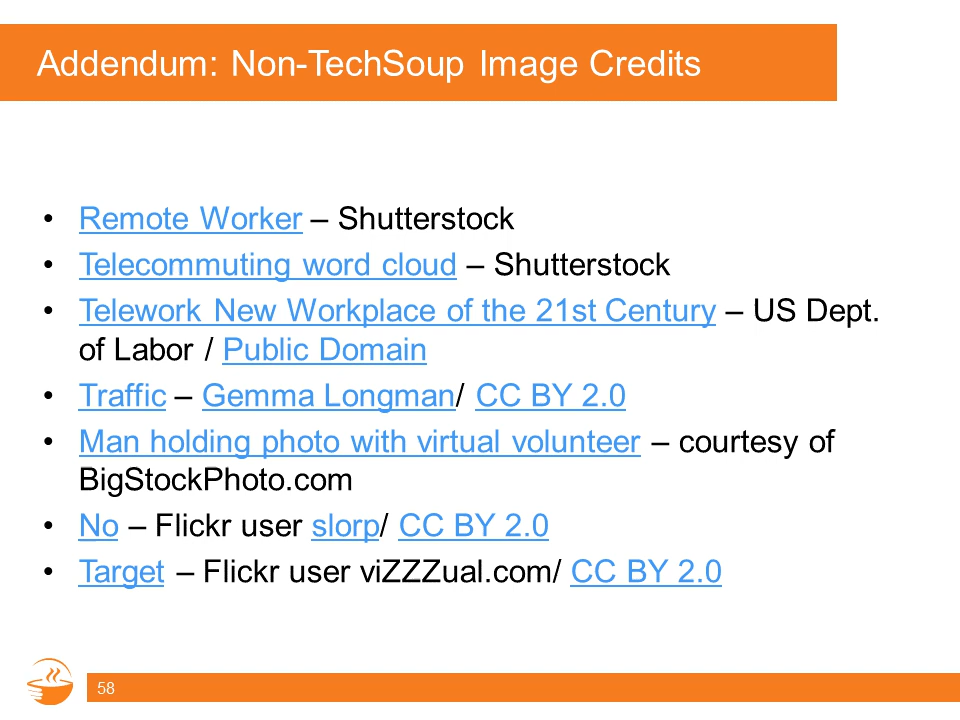 Addendum: Non-TechSoup Image Credits
• Remote Worker – Shutterstock
• Telecommuting word cloud – Shutterstock
• Telework New Workplace of the 21st Century – US Dept.
of Labor / Public Domain
• Traffic – Gemma Longman/ CC BY 2.0
• Man holding photo with virtual volunteer – courtesy of
BigStockPhoto.com
• No – Flickr user slorp/ CC BY 2.0
• Target – Flickr user viZZZual.com/ CC BY 2.0
58